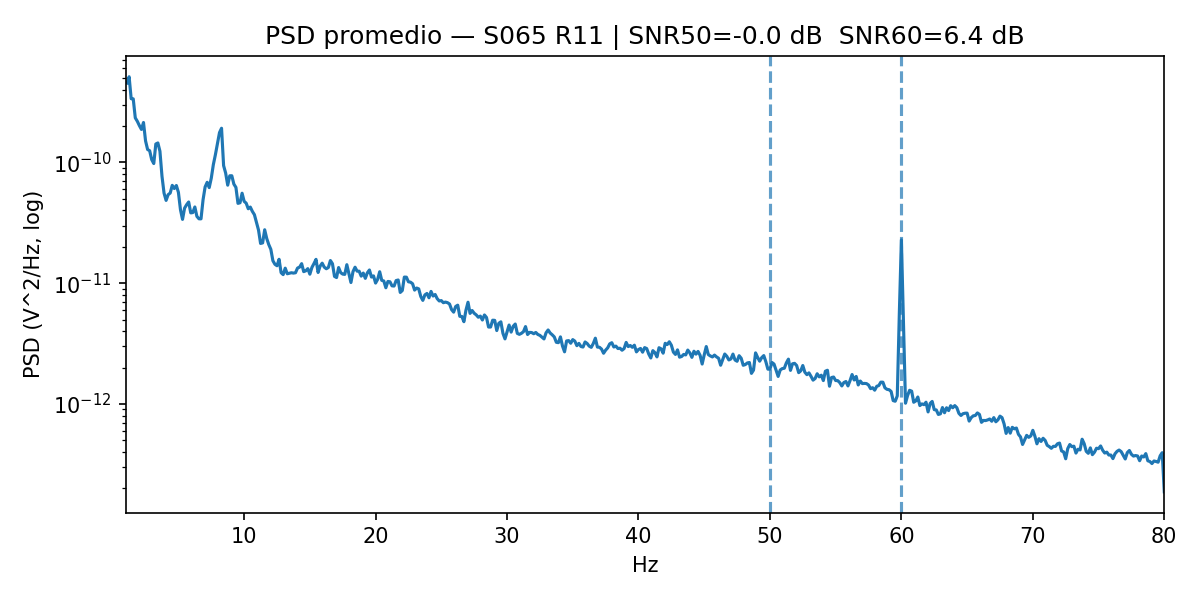 PSD promedio — S065 R11 | SNR50=-0.0 dB  SNR60=6.4 dB
PSD (V^2/Hz, log)
10^-10
10^-11
10^-12
10 20 30 40 50 60 70 80
Hz